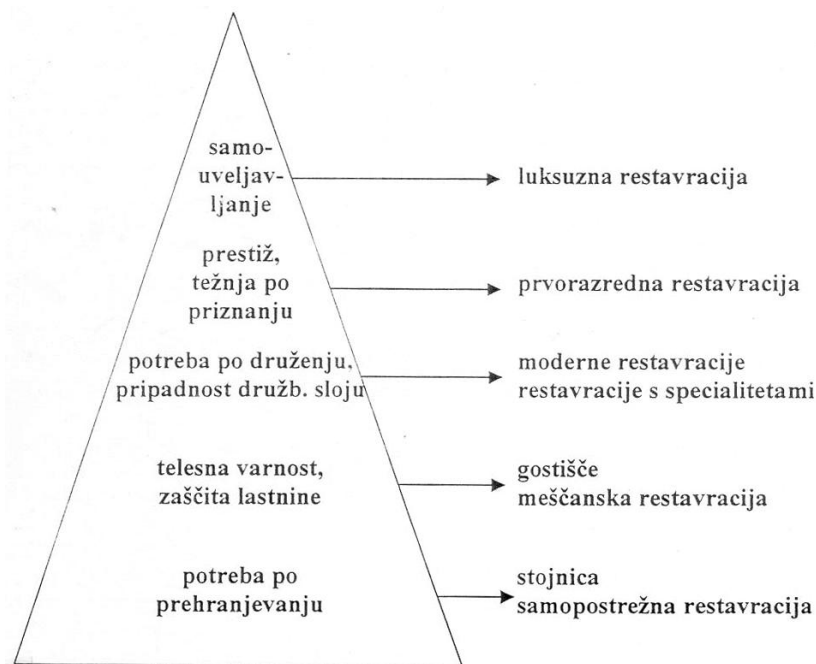 samo-
uveljav-
ljanje
luksuzna restavracija
prestiž,
težnja po
priznanju
prvorazredna restavracija
potreba po druženju,
pripadnost družb. sloju
moderne restavracije
restavracije s specialitetami
telesna varnost,
zaščita lastnine
gostišče
meščanska restavracija
potreba po
prehranjevanju
stojnica
samopostrežna restavracija